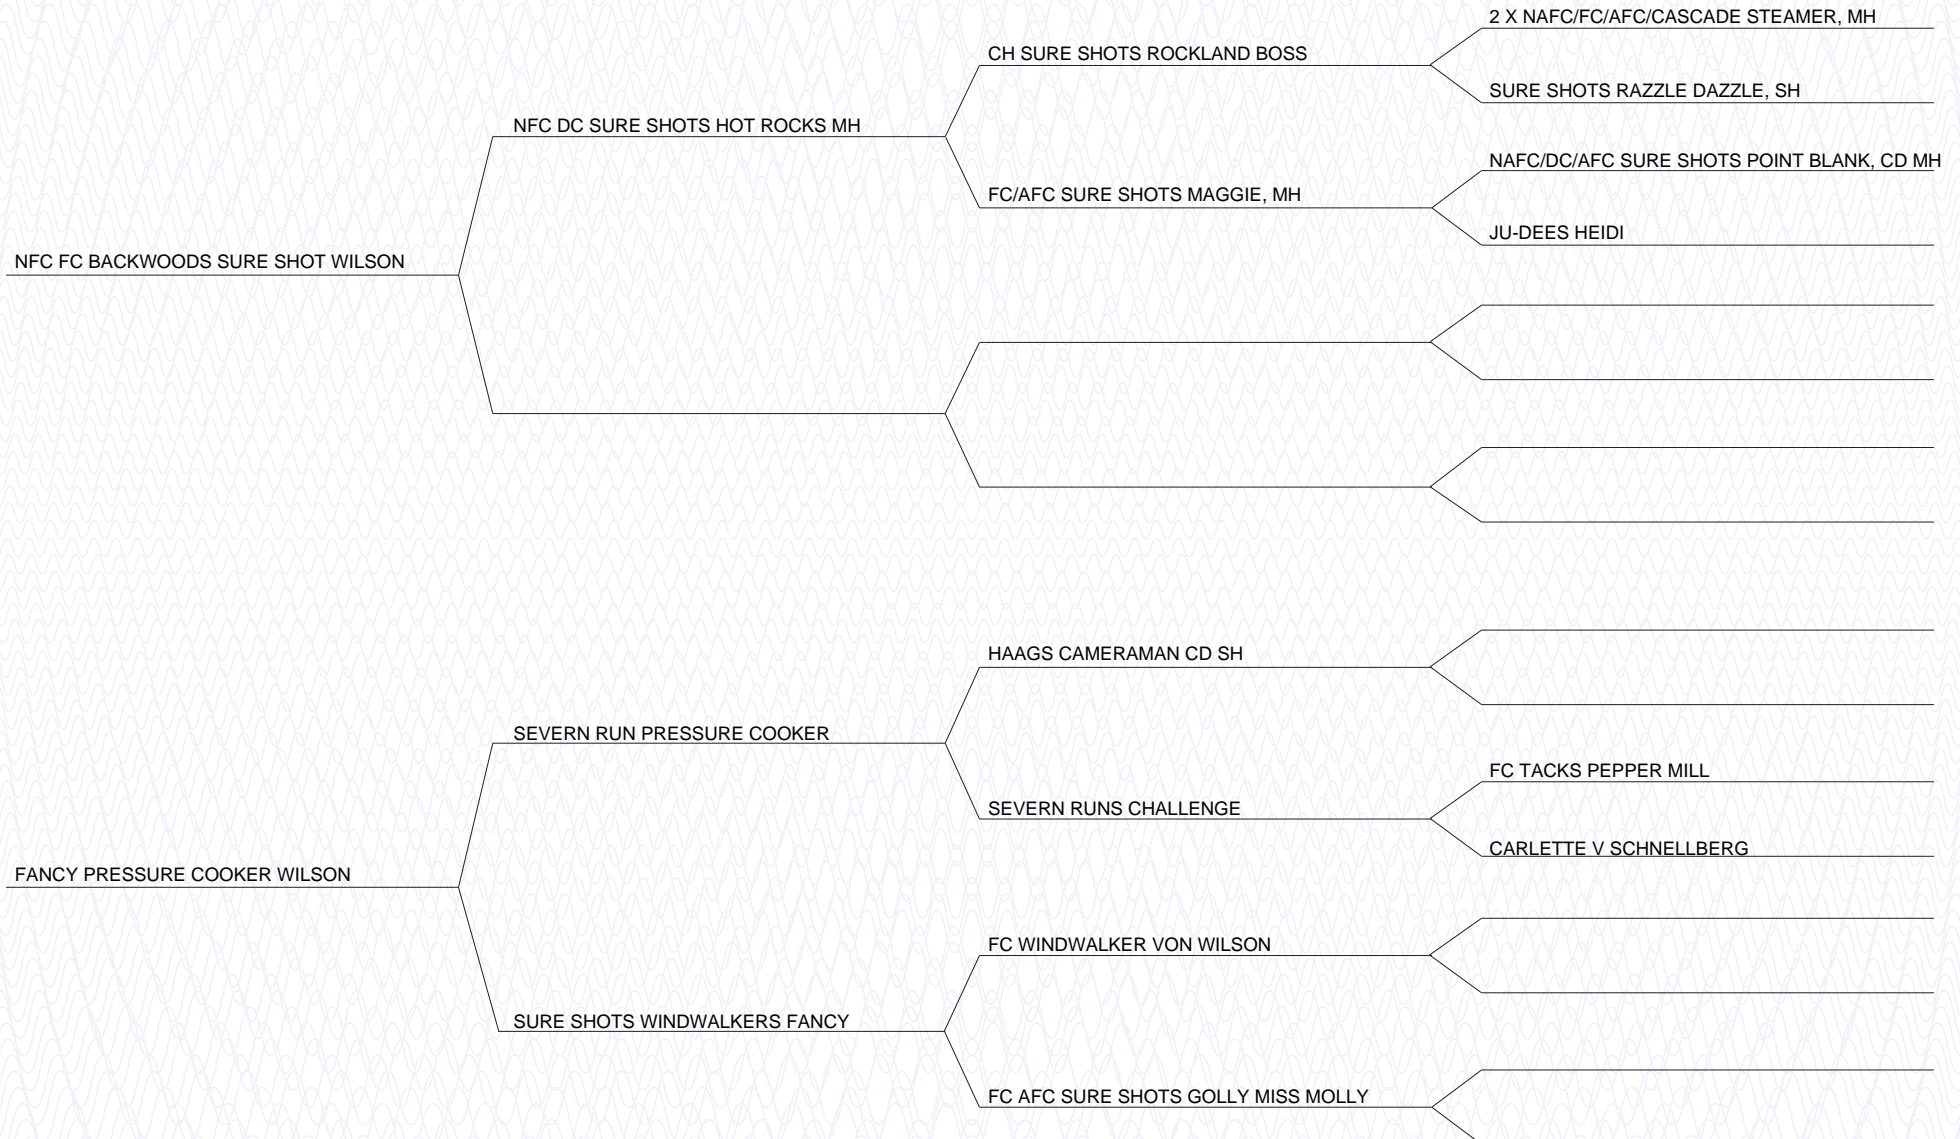 2 X NAFC/FC/AFC/CASCADE STEAMER, MH
CH SURE SHOTS ROCKLAND BOSS
SURE SHOTS RAZZLE DAZZLE, SH
NFC DC SURE SHOTS HOT ROCKS MH
NAFC/DC/AFC SURE SHOTS POINT BLANK, CD MH
FC/AFC SURE SHOTS MAGGIE, MH
JU-DEES HEIDI
NFC FC BACKWOODS SURE SHOT WILSON
HAAGS CAMERAMAN CD SH
SEVERN RUN PRESSURE COOKER
FC TACKS PEPPER MILL
SEVERN RUNS CHALLENGE
CARLETTE V SCHNELLBERG
FANCY PRESSURE COOKER WILSON
FC WINDWALKER VON WILSON
SURE SHOTS WINDWALKERS FANCY
FC AFC SURE SHOTS GOLLY MISS MOLLY